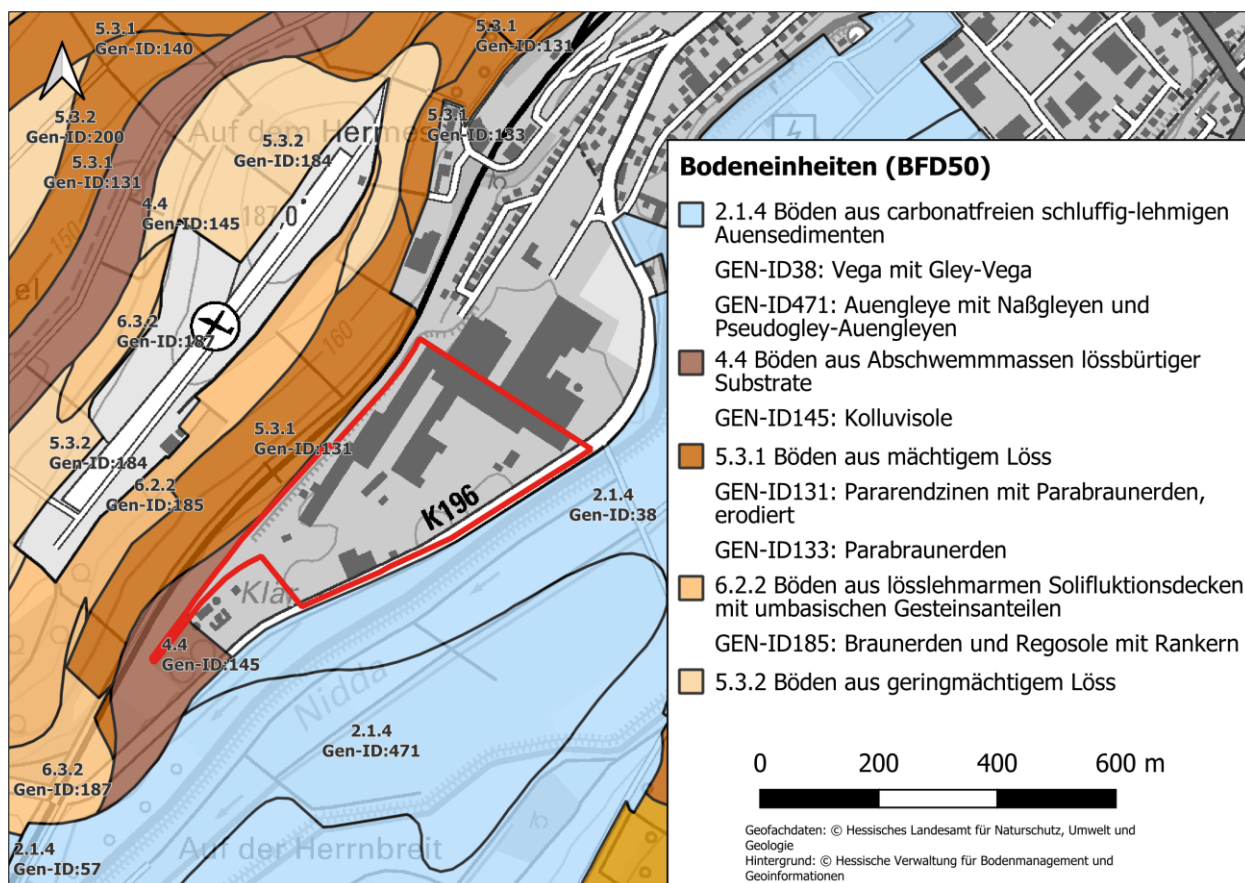 5.3.1
Gen-ID:140
5.3.1
Gen-ID:131
5.3.2
Gen-ID:200
5.3.1
Gen-ID:131
Auf dem Hermes
5.3.2
Gen-ID:184
5.3.1
Gen-ID:133
4.4
Gen-ID:145
187,0
150
el
6.3.2
Gen-ID:187
160
5.3.1
Gen-ID:131
5.3.2
Gen-ID:184
6.2.2
Gen-ID:185
K196
2.1.4
Gen-ID:38
Klär
4.4
Gen-ID:145
Nidda
2.1.4
Gen-ID:471
6.3.2
Gen-ID:187
2.1.4
Gen-ID:57
Auf der Herrnbreit
Bodeneinheiten (BFD50)
2.1.4 Böden aus carbonatfreien schluffig-lehmigen
Auensedimenten
GEN-ID38: Vega mit Gley-Vega
GEN-ID471: Auengleye mit Naßgleyen und
Pseudogley-Auengleyen
4.4 Böden aus Abschwemmmassen lössbürtiger
Substrate
GEN-ID145: Kolluvisole
5.3.1 Böden aus mächtigem Löss
GEN-ID131: Pararendzinen mit Parabraunerden,
erodiert
GEN-ID133: Parabraunerden
6.2.2 Böden aus lösslehmarmen Solifluktionsdecken
mit umbasischen Gesteinsanteilen
GEN-ID185: Braunerden und Regosole mit Rankern
5.3.2 Böden aus geringmächtigem Löss
0 200 400 600 m
Geofachdaten: © Hessisches Landesamt für Naturschutz, Umwelt und
Geologie
Hintergrund: © Hessische Verwaltung für Bodenmanagement und
Geoinformationen